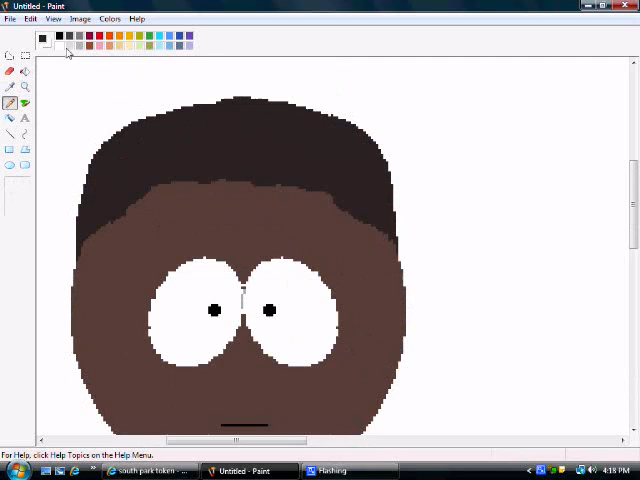 Untitled - Paint
File Edit View Image Colors Help
For Help, click Help Topics on the Help Menu.
south park token - ...
Untitled - Paint
Flashing
4:18 PM